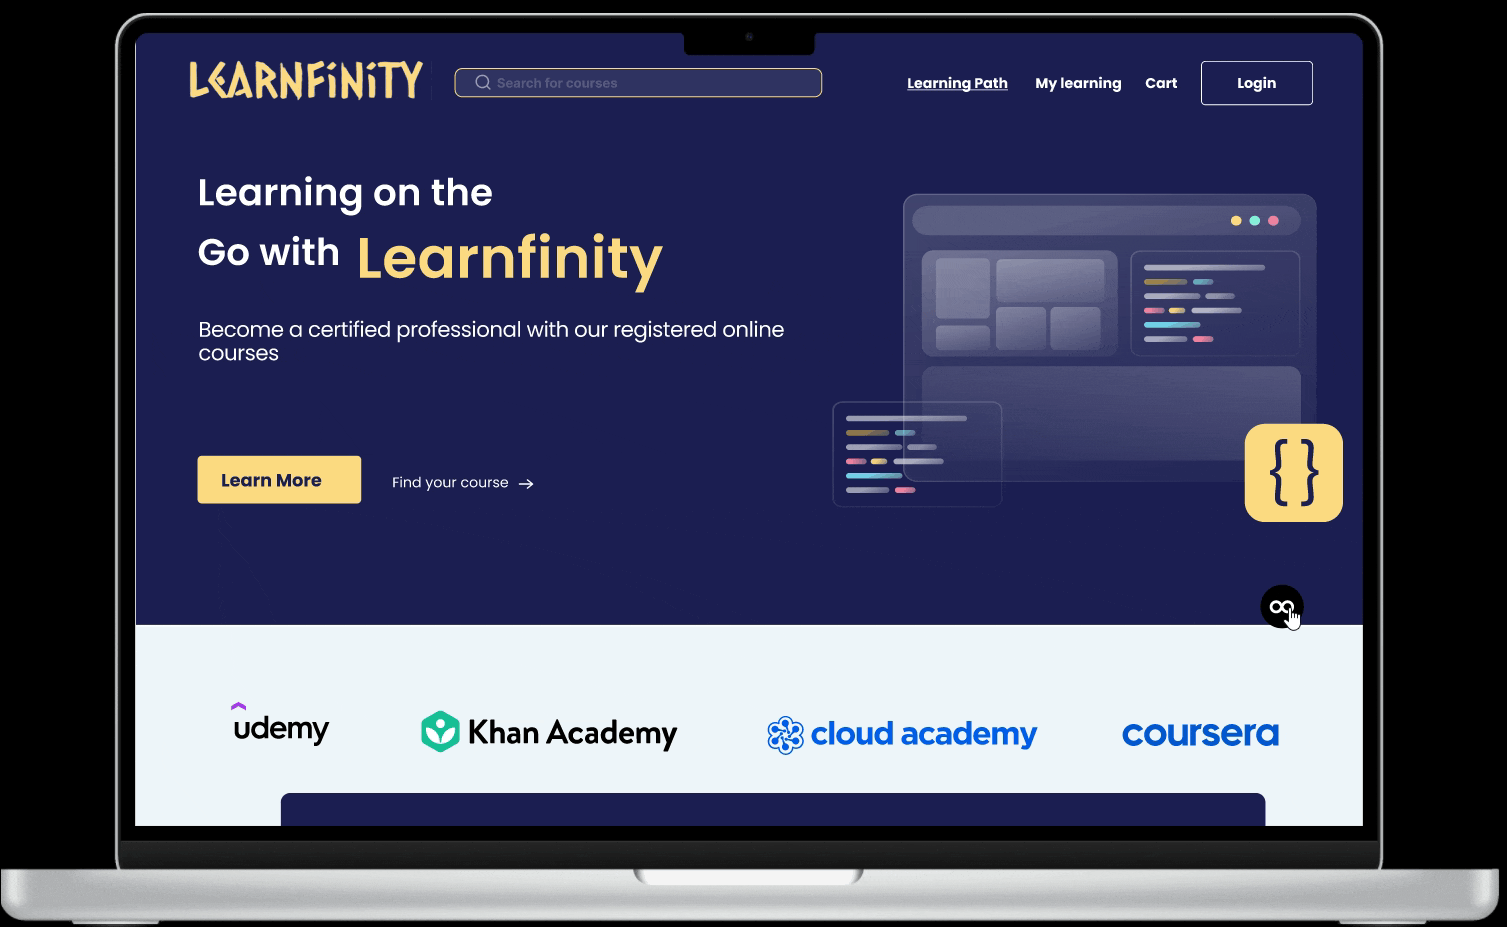 LEARNFiNiTY
Search for courses
Learning Path
My learning
Cart
Login
Learning on the
Go with Learnfinity
Become a certified professional with our registered online
courses
Learn More
Find your course →
{ }
udemy
Khan Academy
cloud academy
coursera